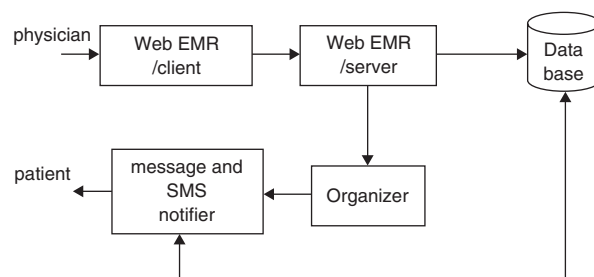 physician
Web EMR
/client
Web EMR
/server
Data
base
patient
message and
SMS
notifier
Organizer